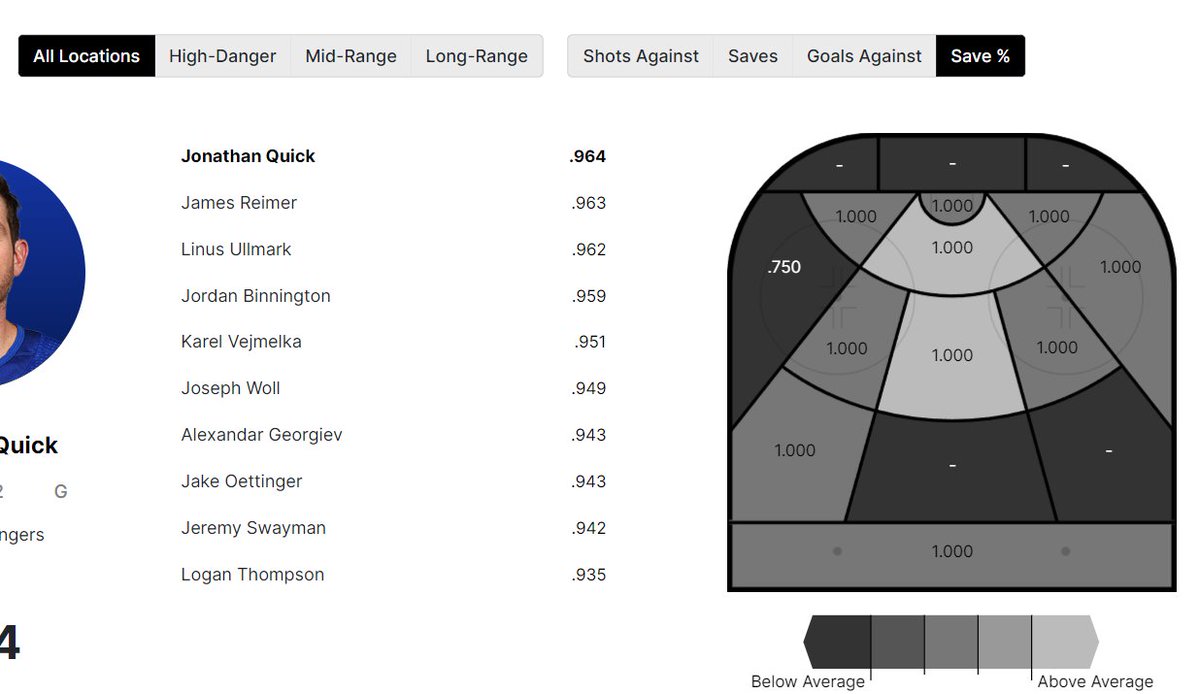 All Locations High-Danger Mid-Range Long-Range Shots Against Saves Goals Against Save %
Jonathan Quick .964
James Reimer .963
Linus Ullmark .962
Jordan Binnington .959
Karel Vejmelka .951
Joseph Woll .949
Alexandar Georgiev .943
Jake Oettinger .943
Jeremy Swayman .942
Logan Thompson .935
Quick
2 G
ngers
4
- - -
1.000 1.000 1.000
1.000
.750 1.000
1.000 1.000 1.000
1.000 - -
1.000
Below Average Above Average